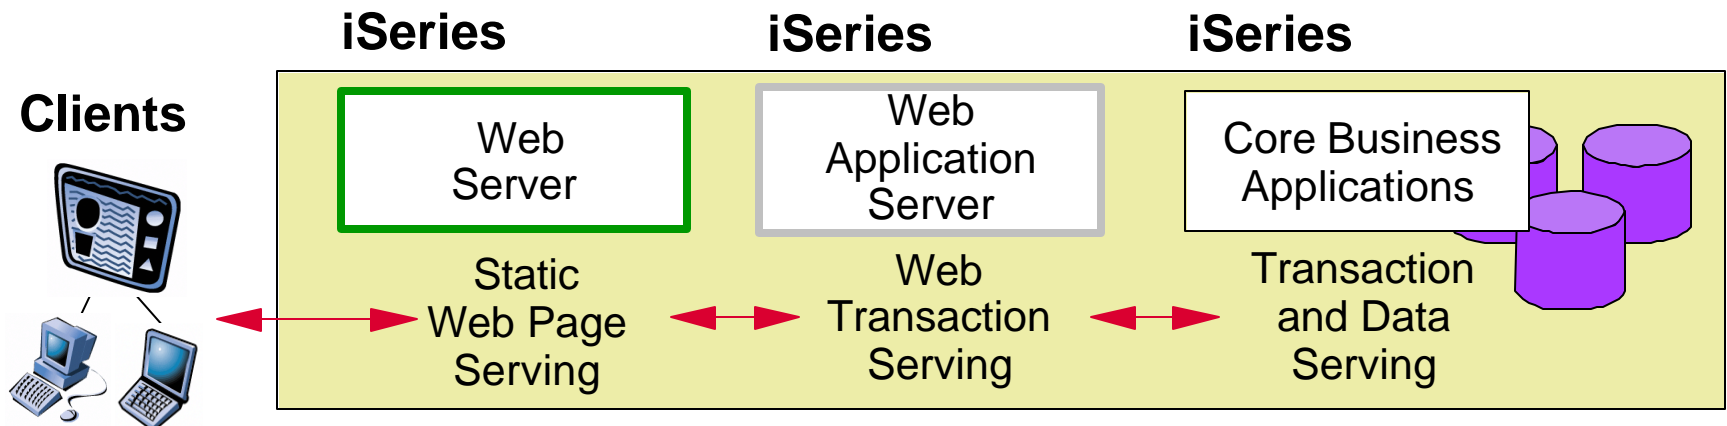 iSeries
iSeries
iSeries
Clients
Web
Server
Web
Application
Server
Core Business
Applications
Static
Web Page
Serving
Web
Transaction
Serving
Transaction
and Data
Serving